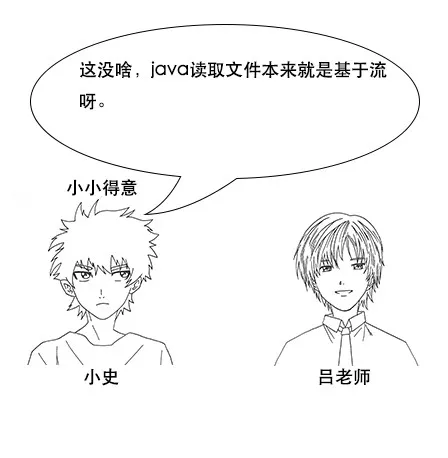 这没啥，java读取文件本来就是基于流
呀。
小小得意
小史
吕老师